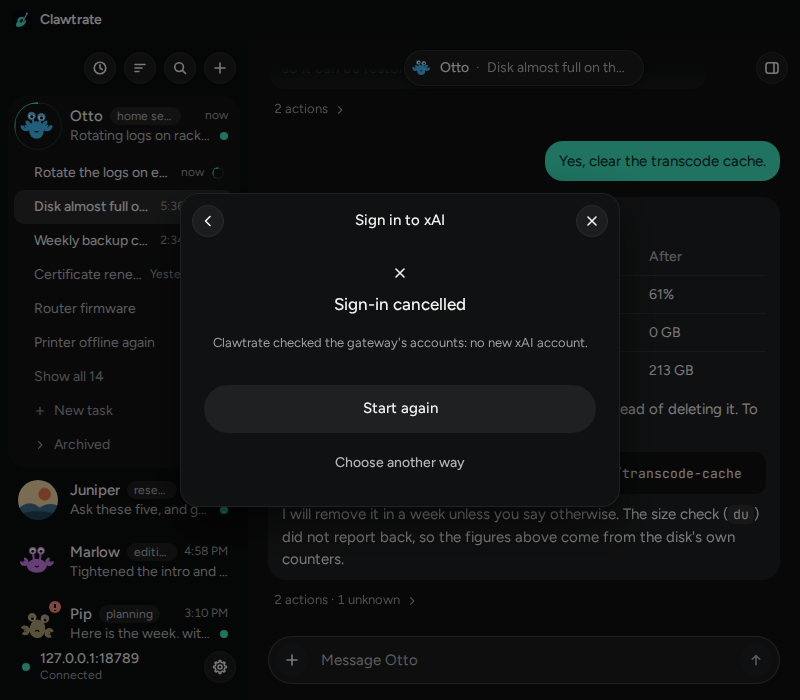 Clawtrate
Otto · Disk almost full on th...
Otto home se... now
Rotating logs on rack...
Rotate the logs on e... now
Disk almost full o... 5:36
Weekly backup c... 2:34
Certificate rene... Yeste
Router firmware
Printer offline again
Show all 14
+ New task
Archived
Juniper rese...
Ask these five, and g...
Marlow editi... 4:58 PM
Tightened the intro and ...
Pip planning 3:10 PM
Here is the week. wit...
127.0.0.1:18789
Connected
2 actions
Yes, clear the transcode cache.
After
61%
0 GB
213 GB
ead of deleting it. To
/transcode-cache
I will remove it in a week unless you say otherwise. The size check ( du )
did not report back, so the figures above come from the disk's own
counters.
2 actions · 1 unknown
Message Otto
Sign in to xAI
Sign-in cancelled
Clawtrate checked the gateway's accounts: no new xAI account.
Start again
Choose another way